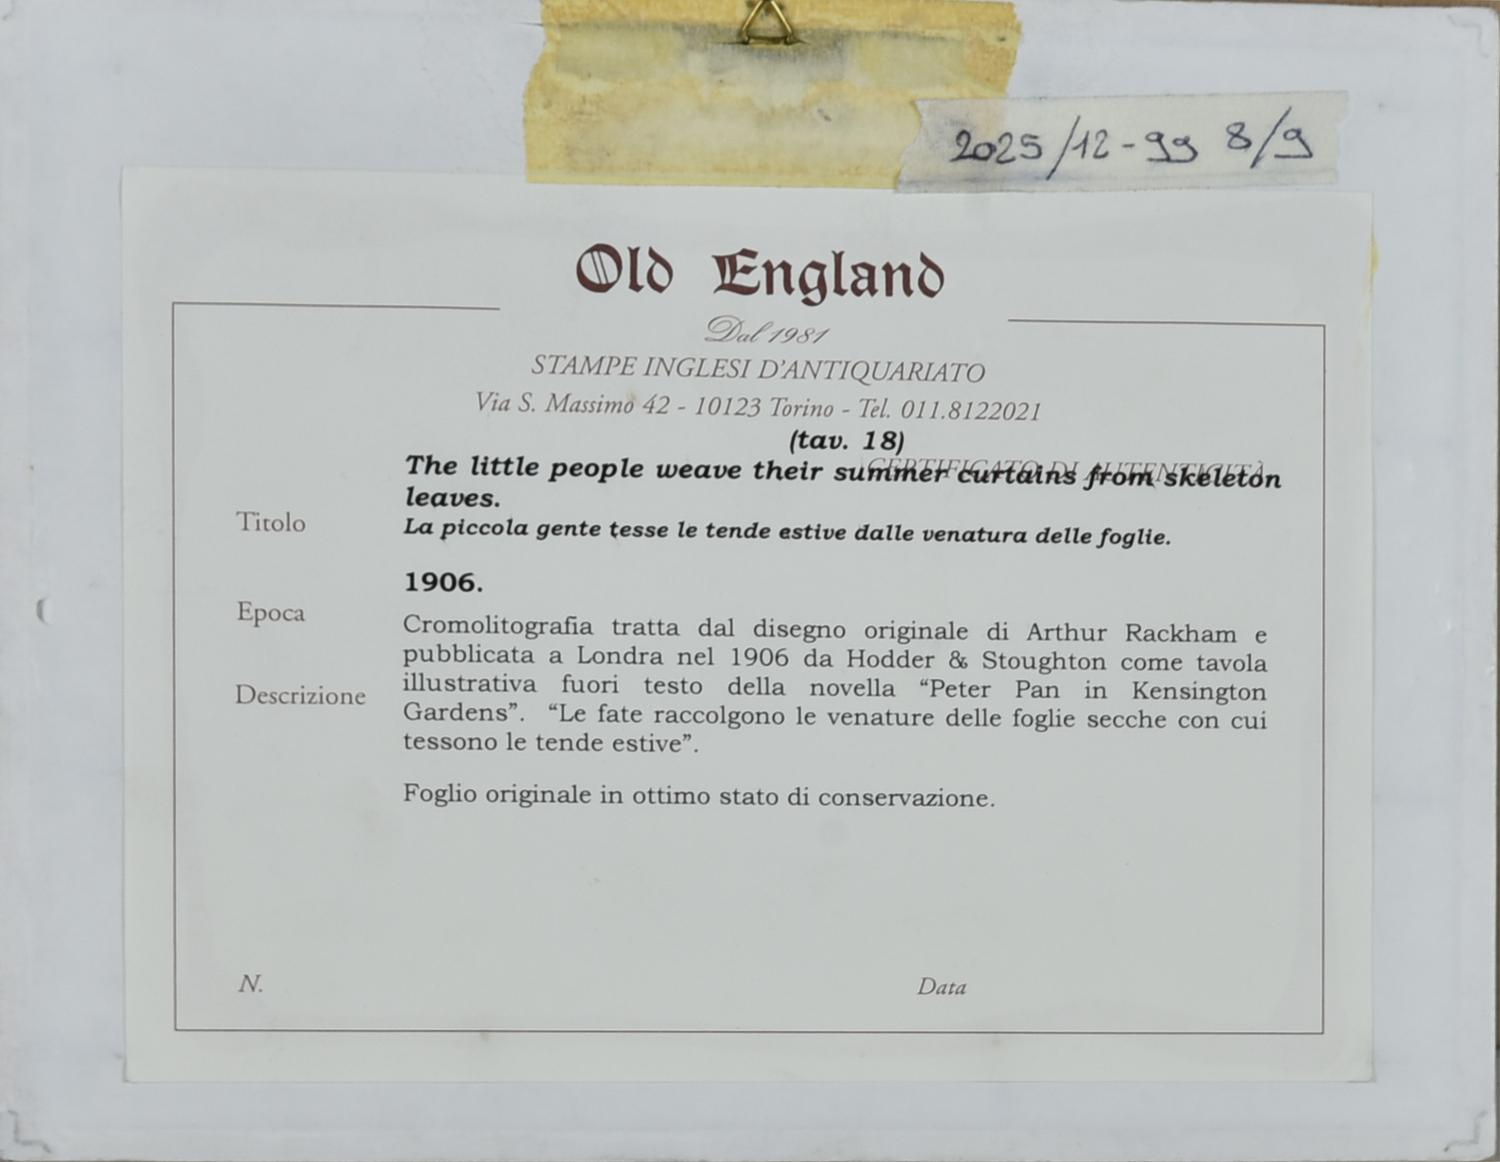 2025/12-99 8/9
Old England
Dal 1981
STAMPE INGLESI D'ANTIQUARIATO
Via S. Massimo 42 - 10123 Torino - Tel. 011.8122021
(tav. 18)
CERTIFICATO DI AUTENTICITÀ
The little people weave their summer curtains from skeleton
leaves.
Titolo
La piccola gente tesse le tende estive dalle venatura delle foglie.
1906.
Epoca
Cromolitografia tratta dal disegno originale di Arthur Rackham e
pubblicata a Londra nel 1906 da Hodder & Stoughton come tavola
Descrizione
illustrativa fuori testo della novella “Peter Pan in Kensington
Gardens”. “Le fate raccolgono le venature delle foglie secche con cui
tessono le tende estive”.
Foglio originale in ottimo stato di conservazione.
N.
Data